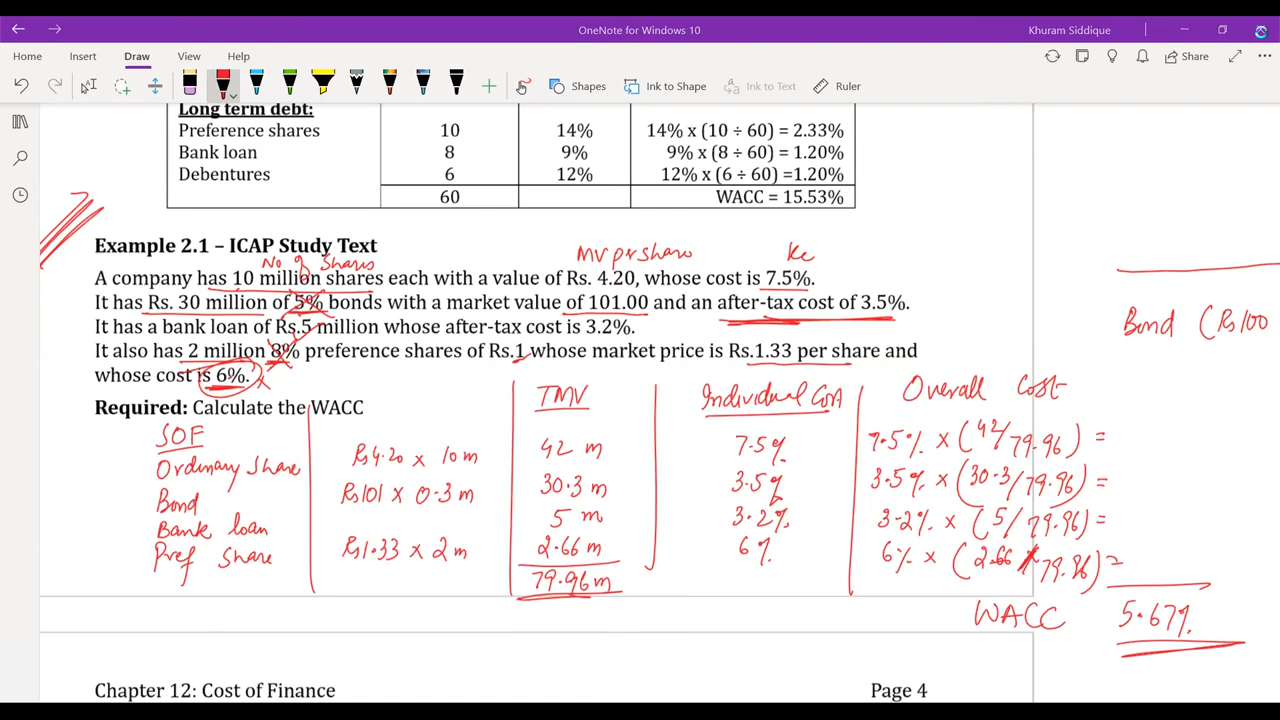 OneNote for Windows 10
Khuram Siddique
Home Insert Draw View Help
Share
Shapes Ink to Shape Ink to Text Ruler
Long term debt:
Preference shares 10 14% 14% x (10 ÷ 60) = 2.33%
Bank loan 8 9% 9% x (8 ÷ 60) = 1.20%
Debentures 6 12% 12% x (6 ÷ 60) =1.20%
60 WACC = 15.53%
Example 2.1 – ICAP Study Text
No of Shares MV per share Ke
A company has 10 million shares each with a value of Rs. 4.20, whose cost is 7.5%.
It has Rs. 30 million of 5% bonds with a market value of 101.00 and an after-tax cost of 3.5%.
Bond (Rs100
It has a bank loan of Rs.5 million whose after-tax cost is 3.2%.
It also has 2 million 8% preference shares of Rs.1 whose market price is Rs.1.33 per share and
whose cost is 6%.
Required: Calculate the WACC
SOF TMV Individual Cost Overall Cost
Ordinary Share Rs4.20 x 10m 42 m 7.5% 7.5% x (42/79.96) =
Bond Rs101 x 0.3 m 30.3 m 3.5% 3.5% x (30.3/79.96) =
Bank loan 5 m 3.2% 3.2% x (5/79.96) =
Pref Share Rs1.33 x 2m 2.66 m 6% 6% x (2.66/79.96) =
79.96 m
WACC 5.67%
Chapter 12: Cost of Finance Page 4